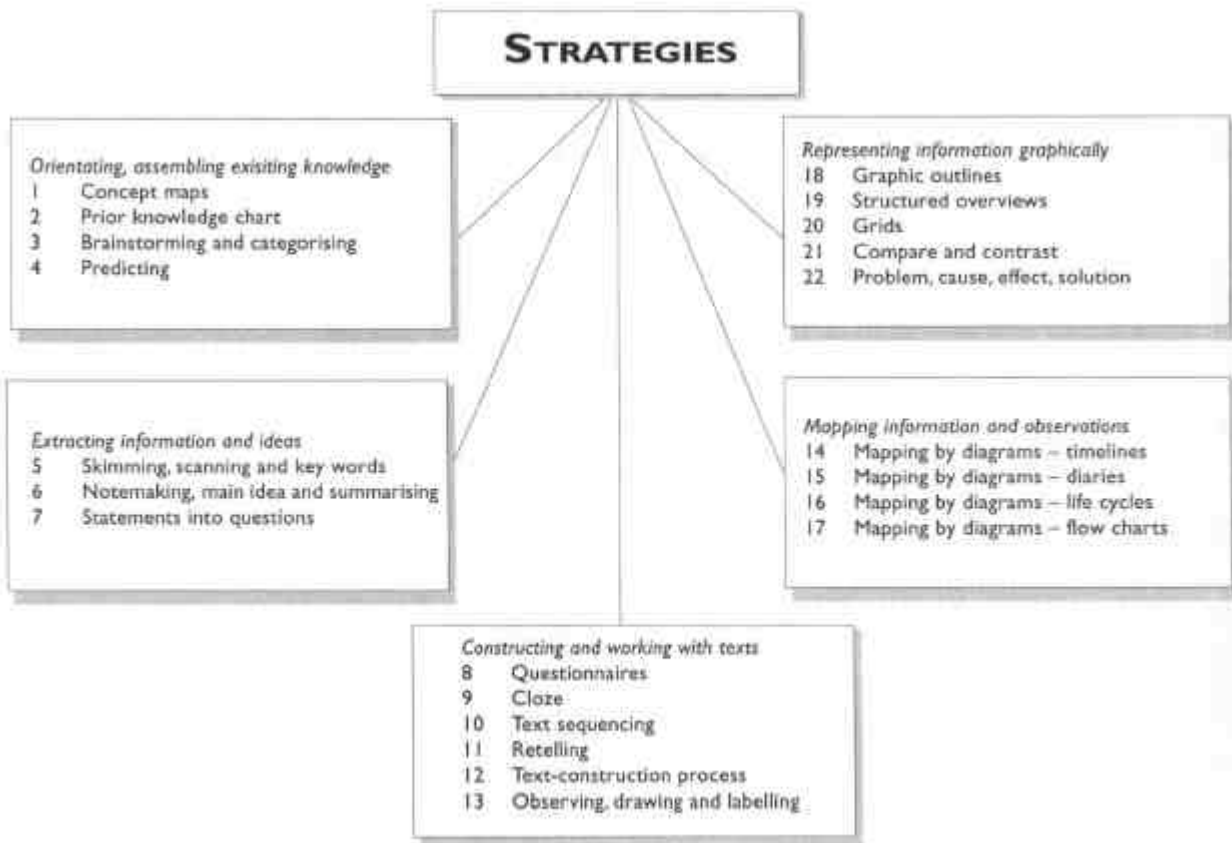 STRATEGIES
Orientating, assembling exisiting knowledge
1 Concept maps
2 Prior knowledge chart
3 Brainstorming and categorising
4 Predicting
Extracting information and ideas
5 Skimming, scanning and key words
6 Notemaking, main idea and summarising
7 Statements into questions
Constructing and working with texts
8 Questionnaires
9 Cloze
10 Text sequencing
11 Retelling
12 Text-construction process
13 Observing, drawing and labelling
Mapping information and observations
14 Mapping by diagrams – timelines
15 Mapping by diagrams – diaries
16 Mapping by diagrams – life cycles
17 Mapping by diagrams – flow charts
Representing information graphically
18 Graphic outlines
19 Structured overviews
20 Grids
21 Compare and contrast
22 Problem, cause, effect, solution